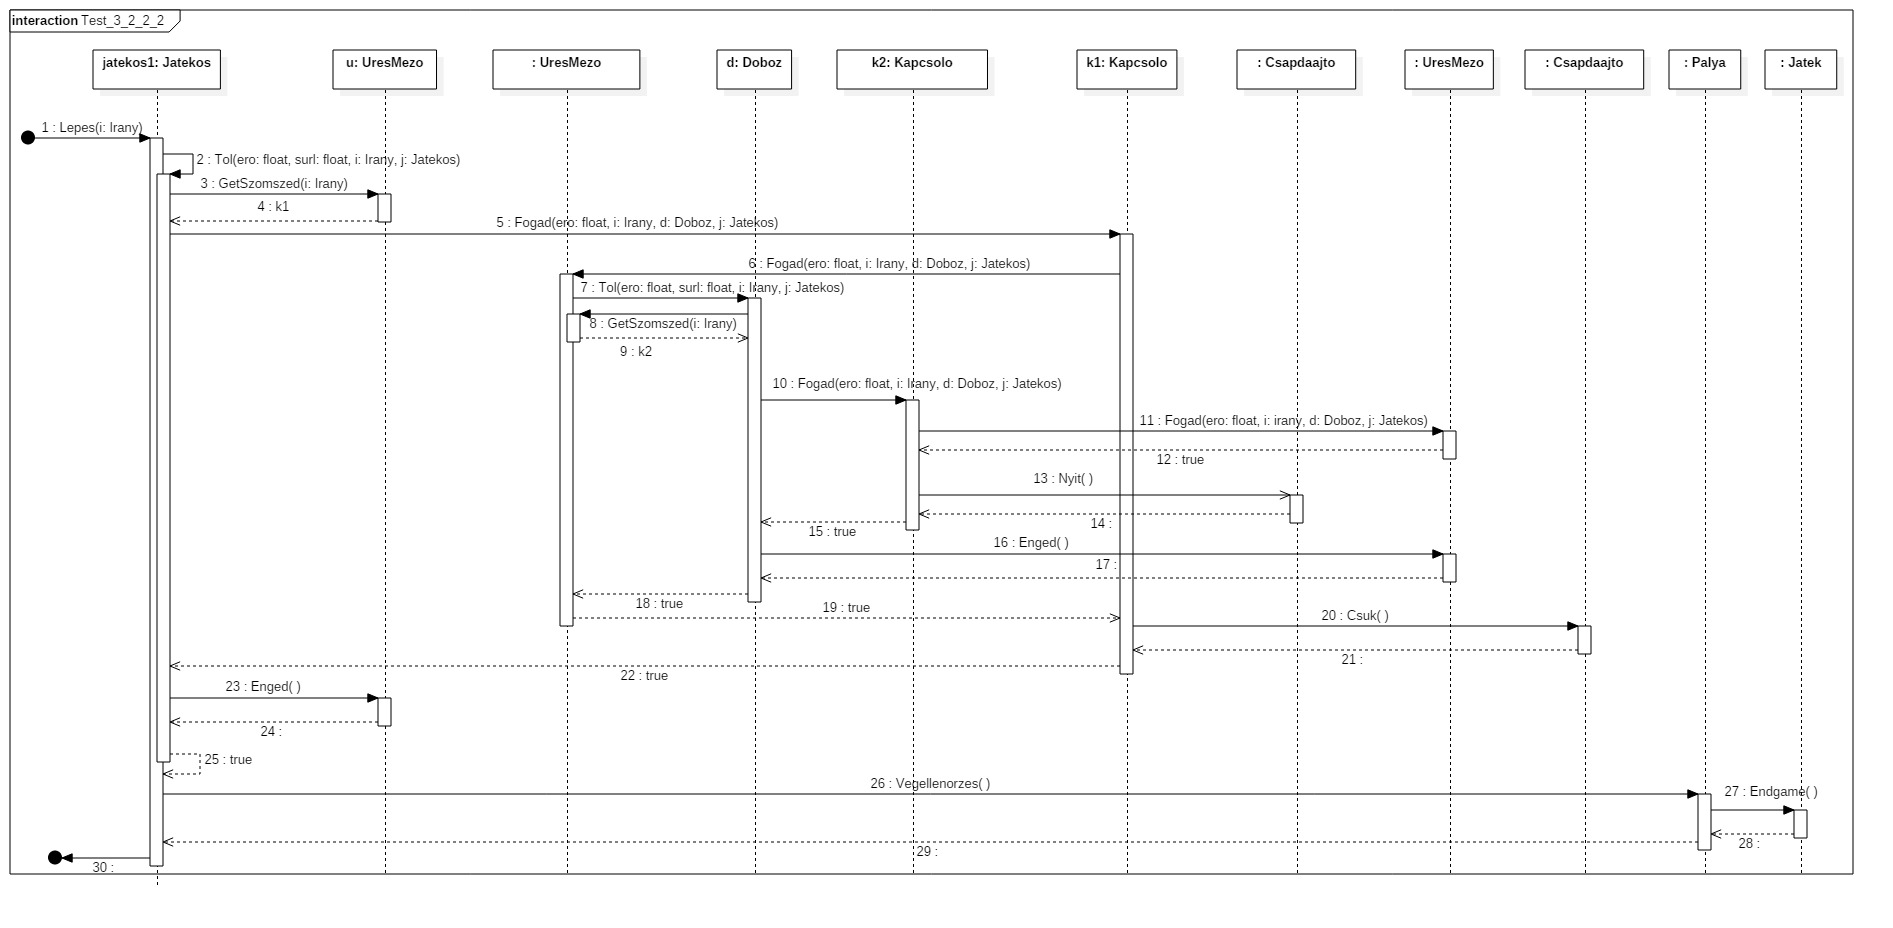 interaction Test_3_2_2_2
jatekos1: Jatekos
u: UresMezo
: UresMezo
d: Doboz
k2: Kapcsolo
k1: Kapcsolo
: Csapdaajto
: UresMezo
: Csapdaajto
: Palya
: Jatek
1 : Lepes(i: Irany)
2 : Tol(ero: float, surl: float, i: Irany, j: Jatekos)
3 : GetSzomszed(i: Irany)
4 : k1
5 : Fogad(ero: float, i: Irany, d: Doboz, j: Jatekos)
6 : Fogad(ero: float, i: Irany, d: Doboz, j: Jatekos)
7 : Tol(ero: float, surl: float, i: Irany, j: Jatekos)
8 : GetSzomszed(i: Irany)
9 : k2
10 : Fogad(ero: float, i: Irany, d: Doboz, j: Jatekos)
11 : Fogad(ero: float, i: irany, d: Doboz, j: Jatekos)
12 : true
13 : Nyit( )
14 :
15 : true
16 : Enged( )
17 :
18 : true
19 : true
20 : Csuk( )
21 :
22 : true
23 : Enged( )
24 :
25 : true
26 : Vegellenorzes( )
27 : Endgame( )
28 :
29 :
30 :